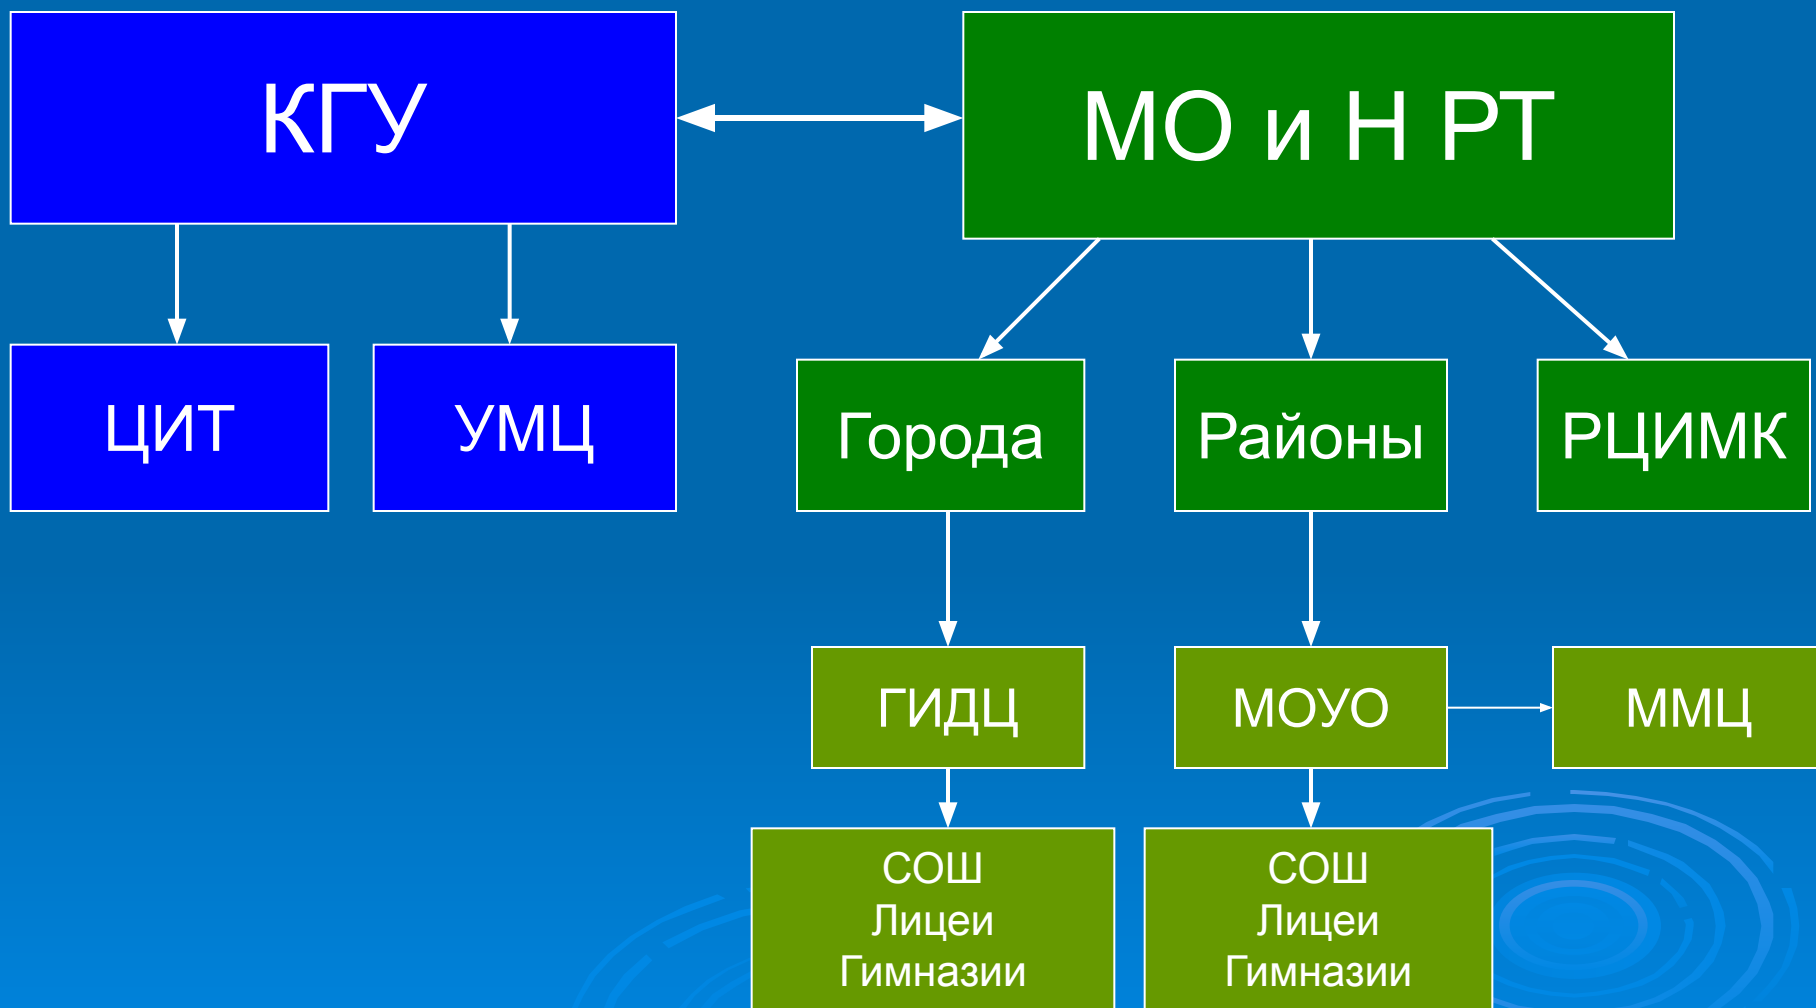 КГУ
МО и Н РТ
ЦИТ
УМЦ
Города
Районы
РЦИМК
ГИДЦ
МОУО
ММЦ
СОШ
Лицеи
Гимназии
СОШ
Лицеи
Гимназии